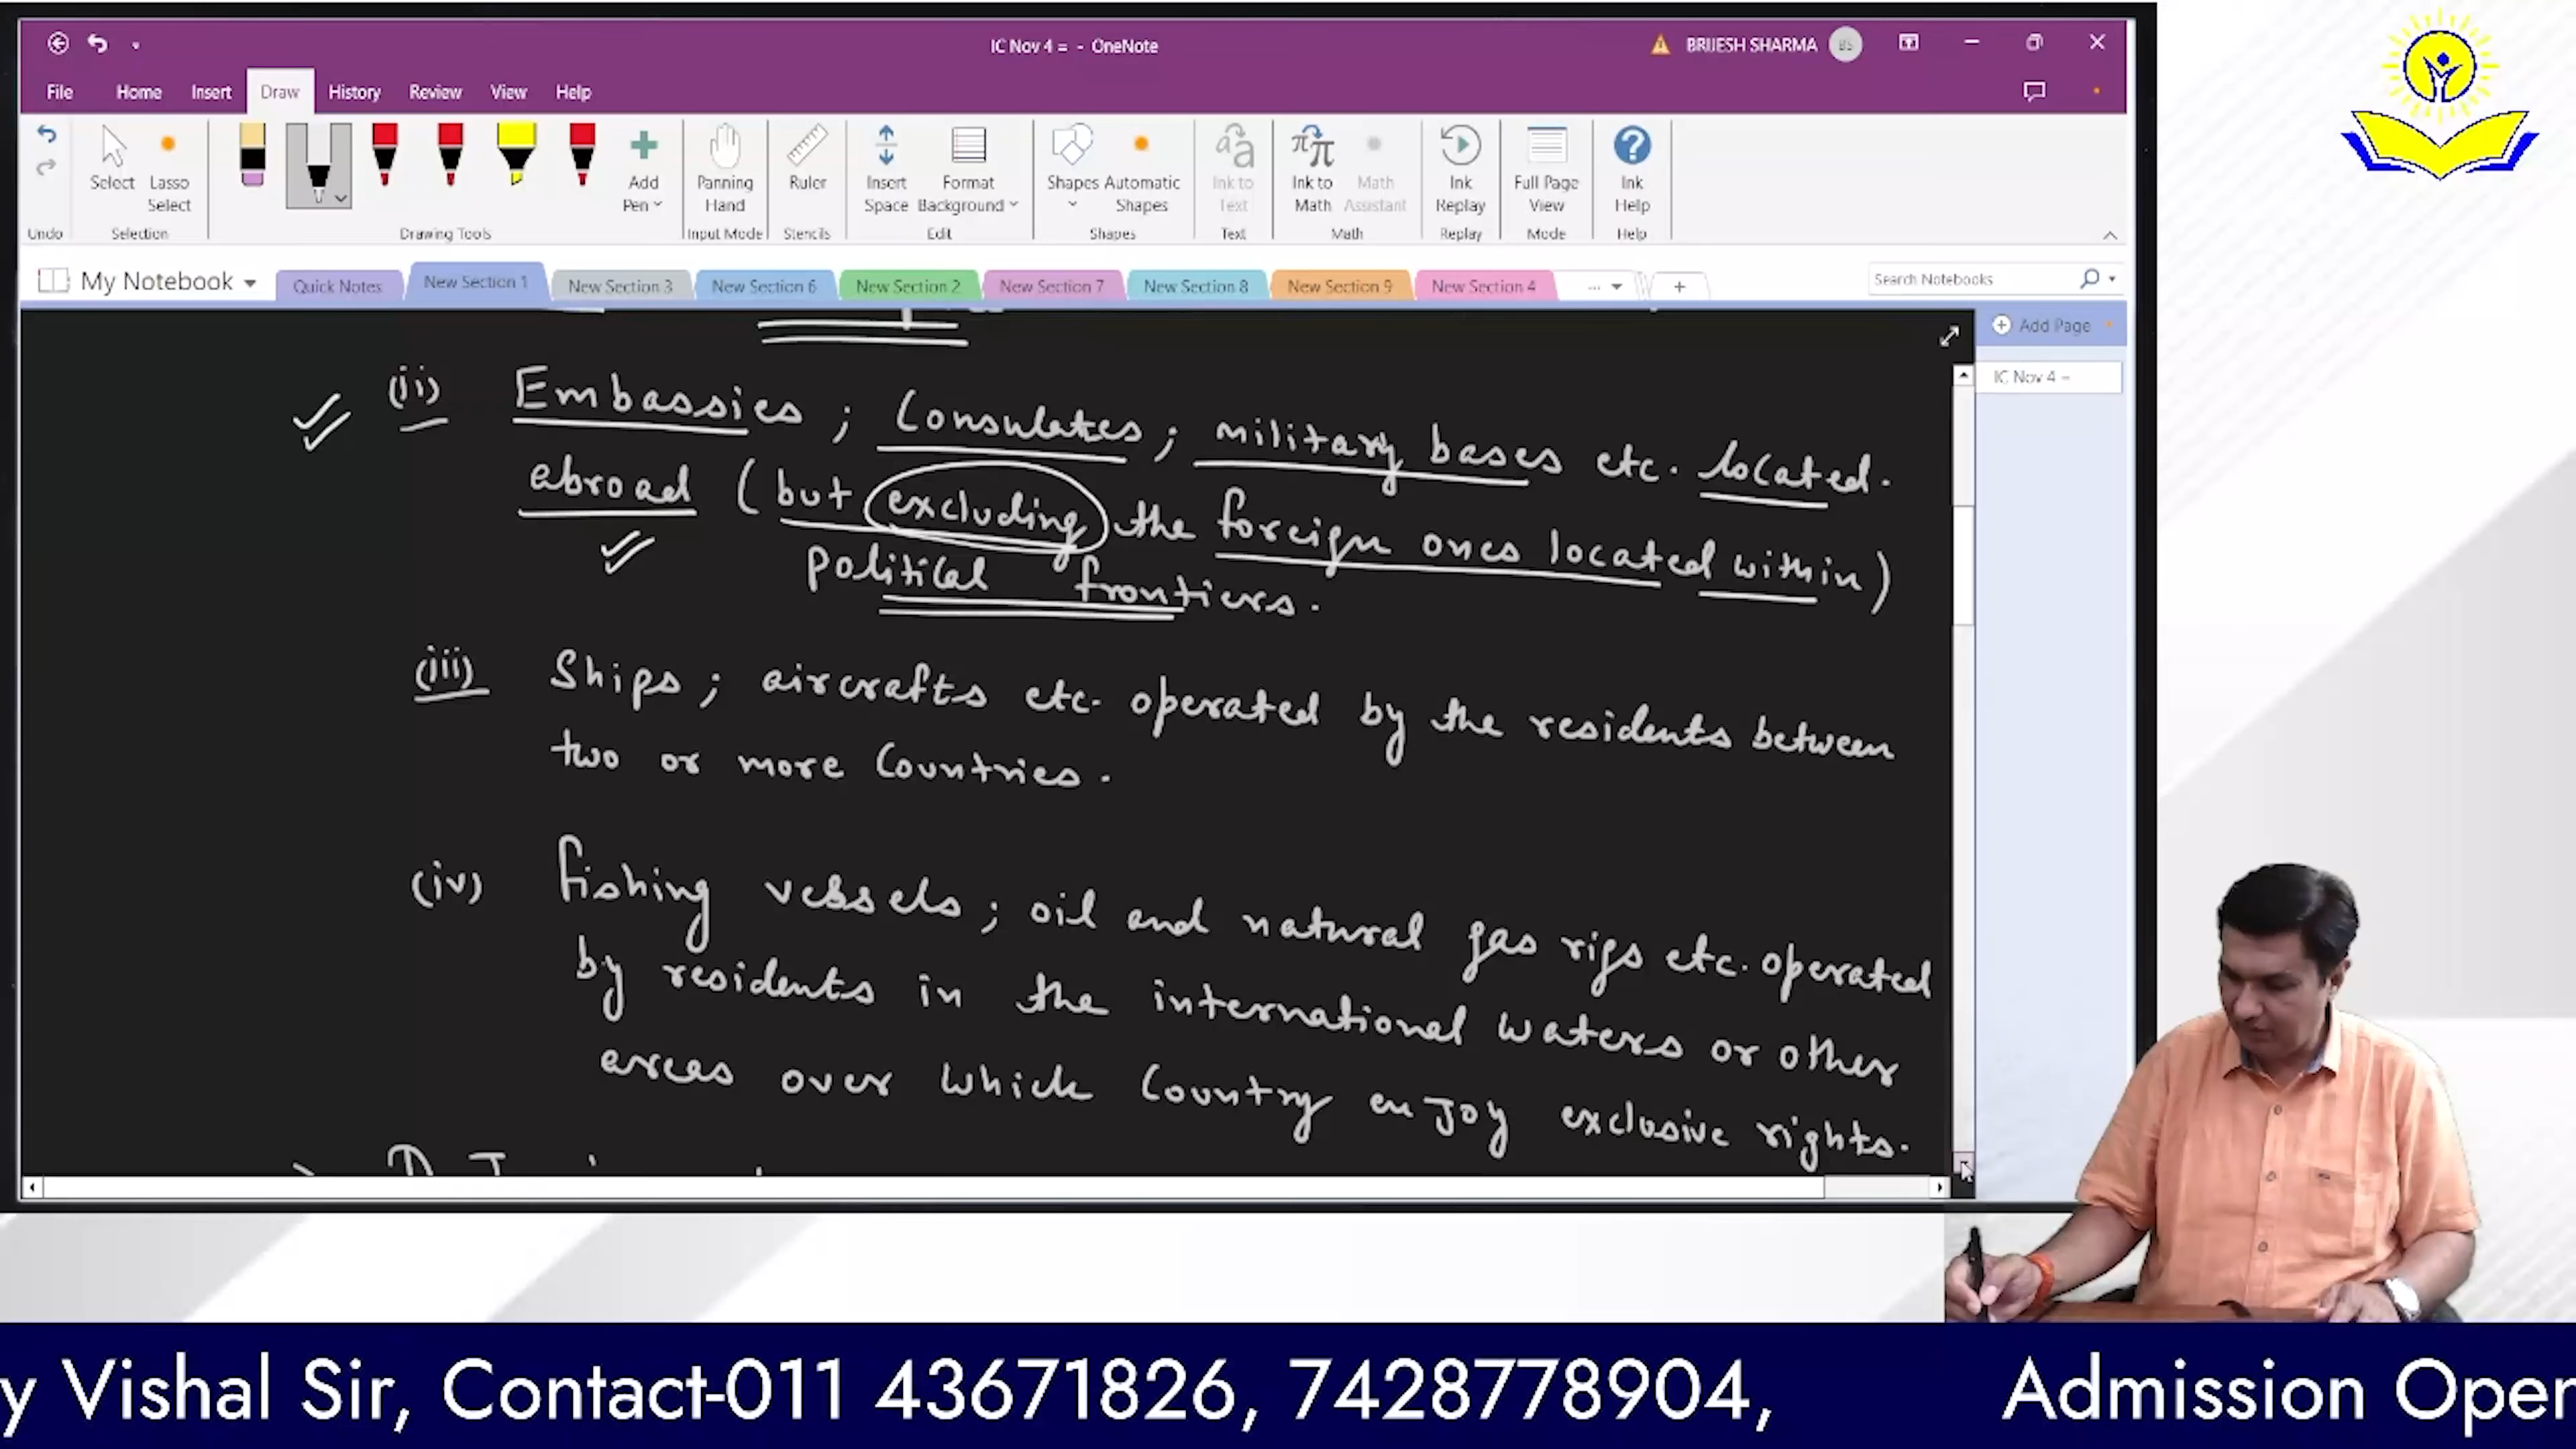 IC Nov 4 = - OneNote
BRIJESH SHARMA
BS
File Home Insert Draw History Review View Help
Select
Lasso Select
Add Pen
Panning Hand
Ruler
Insert Space
Format Background
Shapes
Automatic Shapes
Ink to Text
Ink to Math
Math Assistant
Ink Replay
Full Page View
Ink Help
Undo Selection Drawing Tools Input Mode Stencils Edit Shapes Text Math Replay Mode Help
My Notebook Quick Notes New Section 1 New Section 3 New Section 6 New Section 2 New Section 7 New Section 8 New Section 9 New Section 4 ... + Search Notebooks
Add Page
IC Nov 4 =
(ii) Embassies ; Consulates ; military bases etc. located.
abroad (but excluding the foreign ones located within)
political frontiers.
(iii) Ships ; aircrafts etc. operated by the residents between
two or more Countries.
(iv) fishing vessels ; oil and natural gas rigs etc. operated
by residents in the international waters or other
areas over which Country enjoy exclusive rights.
y Vishal Sir, Contact-011 43671826, 7428778904, Admission Oper